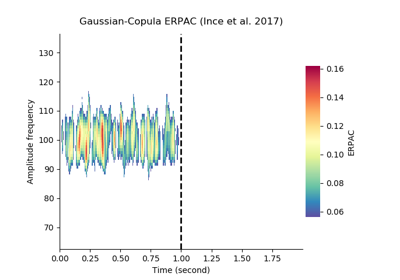 Gaussian-Copula ERPAC (Ince et al. 2017)
130
120
110
100
90
80
70
Amplitude frequency
0.00 0.25 0.50 0.75 1.00 1.25 1.50 1.75
Time (second)
0.16
0.14
0.12
0.10
0.08
0.06
ERPAC